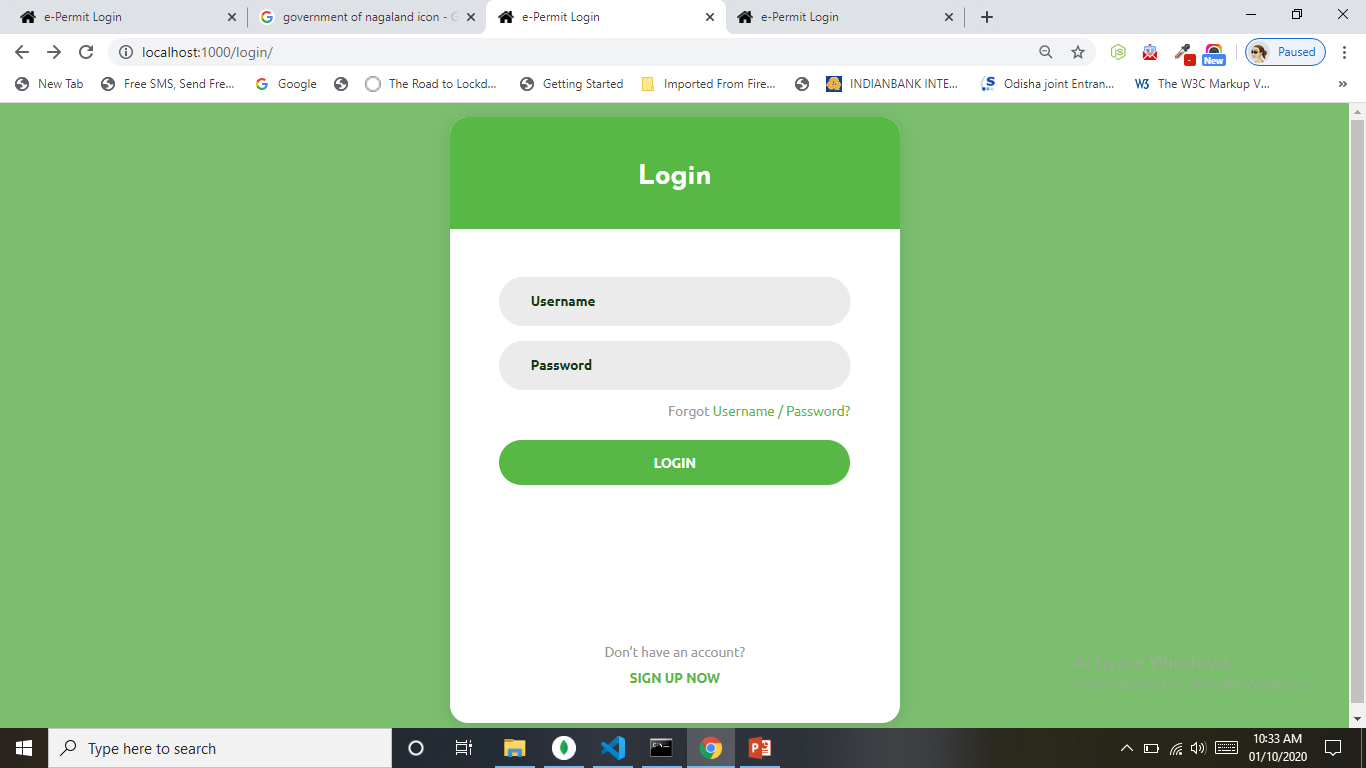 e-Permit Login
government of nagaland icon - G
e-Permit Login
e-Permit Login
localhost:1000/login/
New
Paused
New Tab
Free SMS, Send Fre...
Google
The Road to Lockd...
Getting Started
Imported From Fire...
INDIANBANK INTE...
Odisha joint Entran...
The W3C Markup V...
»
Login
Username
Password
Forgot Username / Password?
LOGIN
Don't have an account?
SIGN UP NOW
Activate Windows
Go to Settings to activate Windows.
Type here to search
10:33 AM
01/10/2020